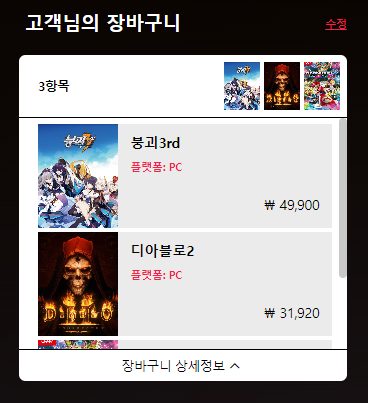 고객님의 장바구니
수정
3항목
붕괴3rd
플랫폼: PC
₩ 49,900
디아블로2
플랫폼: PC
₩ 31,920
장바구니 상세정보